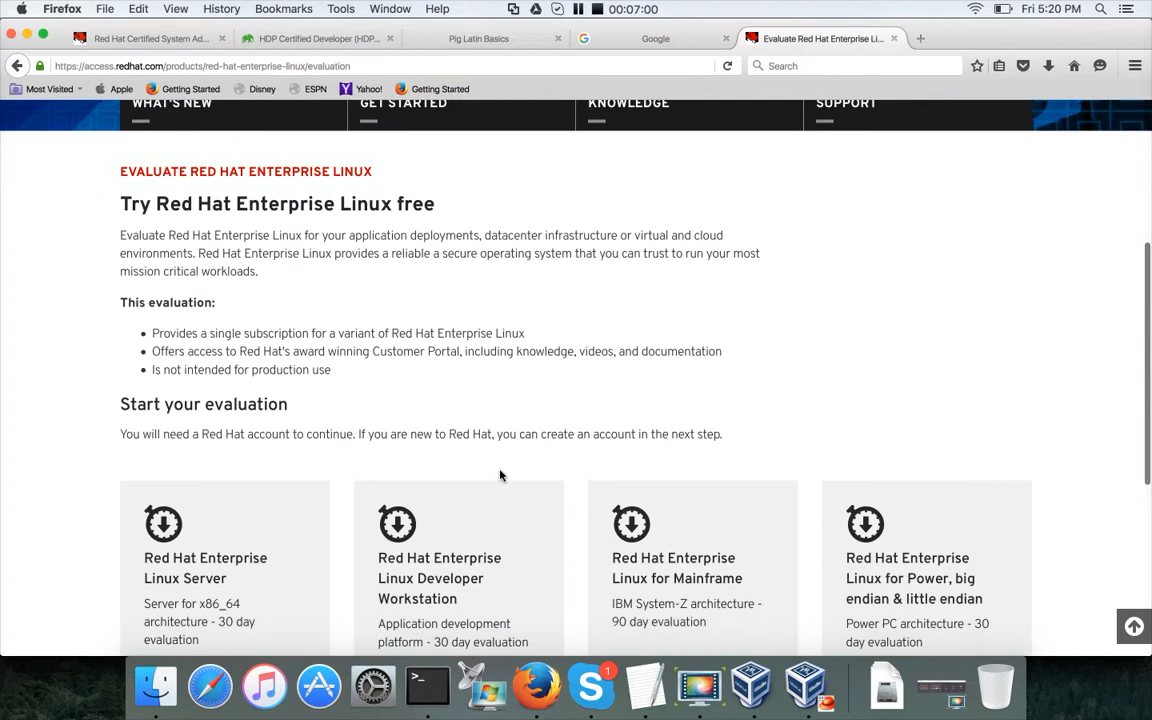 Firefox File Edit View History Bookmarks Tools Window Help 00:07:00 Fri 5:20 PM
Red Hat Certified System Ad... × HDP Certified Developer (HDP... × Pig Latin Basics × Google × Evaluate Red Hat Enterprise Li... × +
https://access.redhat.com/products/red-hat-enterprise-linux/evaluation Search
Most Visited Apple Getting Started Disney ESPN Yahoo! Getting Started
WHAT'S NEW GET STARTED KNOWLEDGE SUPPORT
EVALUATE RED HAT ENTERPRISE LINUX
Try Red Hat Enterprise Linux free
Evaluate Red Hat Enterprise Linux for your application deployments, datacenter infrastructure or virtual and cloud
environments. Red Hat Enterprise Linux provides a reliable a secure operating system that you can trust to run your most
mission critical workloads.
This evaluation:
• Provides a single subscription for a variant of Red Hat Enterprise Linux
• Offers access to Red Hat's award winning Customer Portal, including knowledge, videos, and documentation
• Is not intended for production use
Start your evaluation
You will need a Red Hat account to continue. If you are new to Red Hat, you can create an account in the next step.
Red Hat Enterprise
Linux Server
Server for x86_64
architecture - 30 day
evaluation
Red Hat Enterprise
Linux Developer
Workstation
Application development
platform - 30 day evaluation
Red Hat Enterprise
Linux for Mainframe
IBM System-Z architecture -
90 day evaluation
Red Hat Enterprise
Linux for Power, big
endian & little endian
Power PC architecture - 30
day evaluation
1